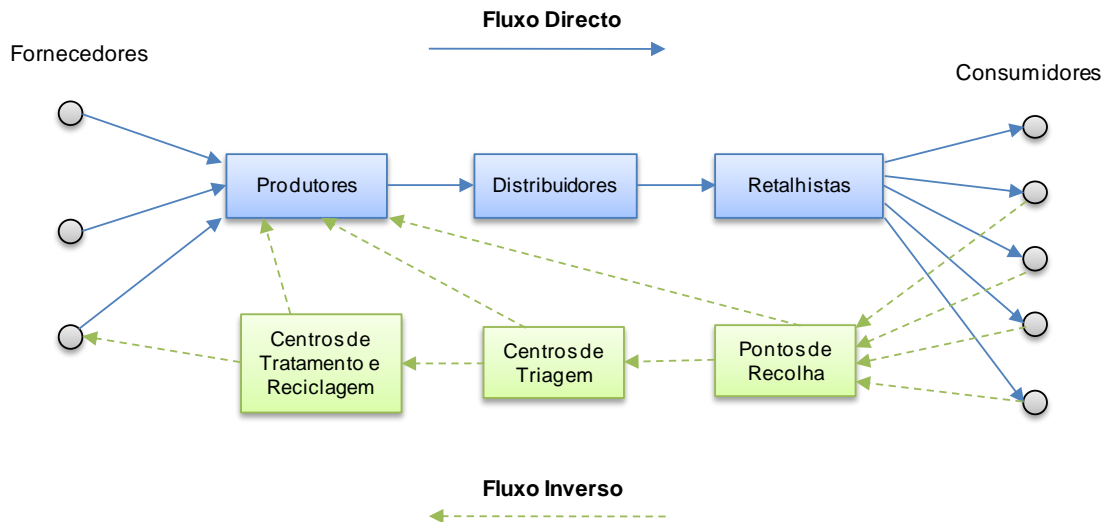 Fluxo Directo
Fornecedores
Consumidores
Produtores
Distribuidores
Retalhistas
Centros de
Tratamento e
Reciclagem
Centros de
Triagem
Pontos de
Recolha
Fluxo Inverso